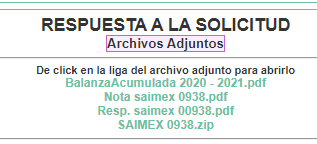 RESPUESTA A LA SOLICITUD
Archivos Adjuntos
De click en la liga del archivo adjunto para abrirlo
BalanzaAcumulada 2020 - 2021.pdf
Nota saimex 0938.pdf
Resp. saimex 00938.pdf
SAIMEX 0938.zip